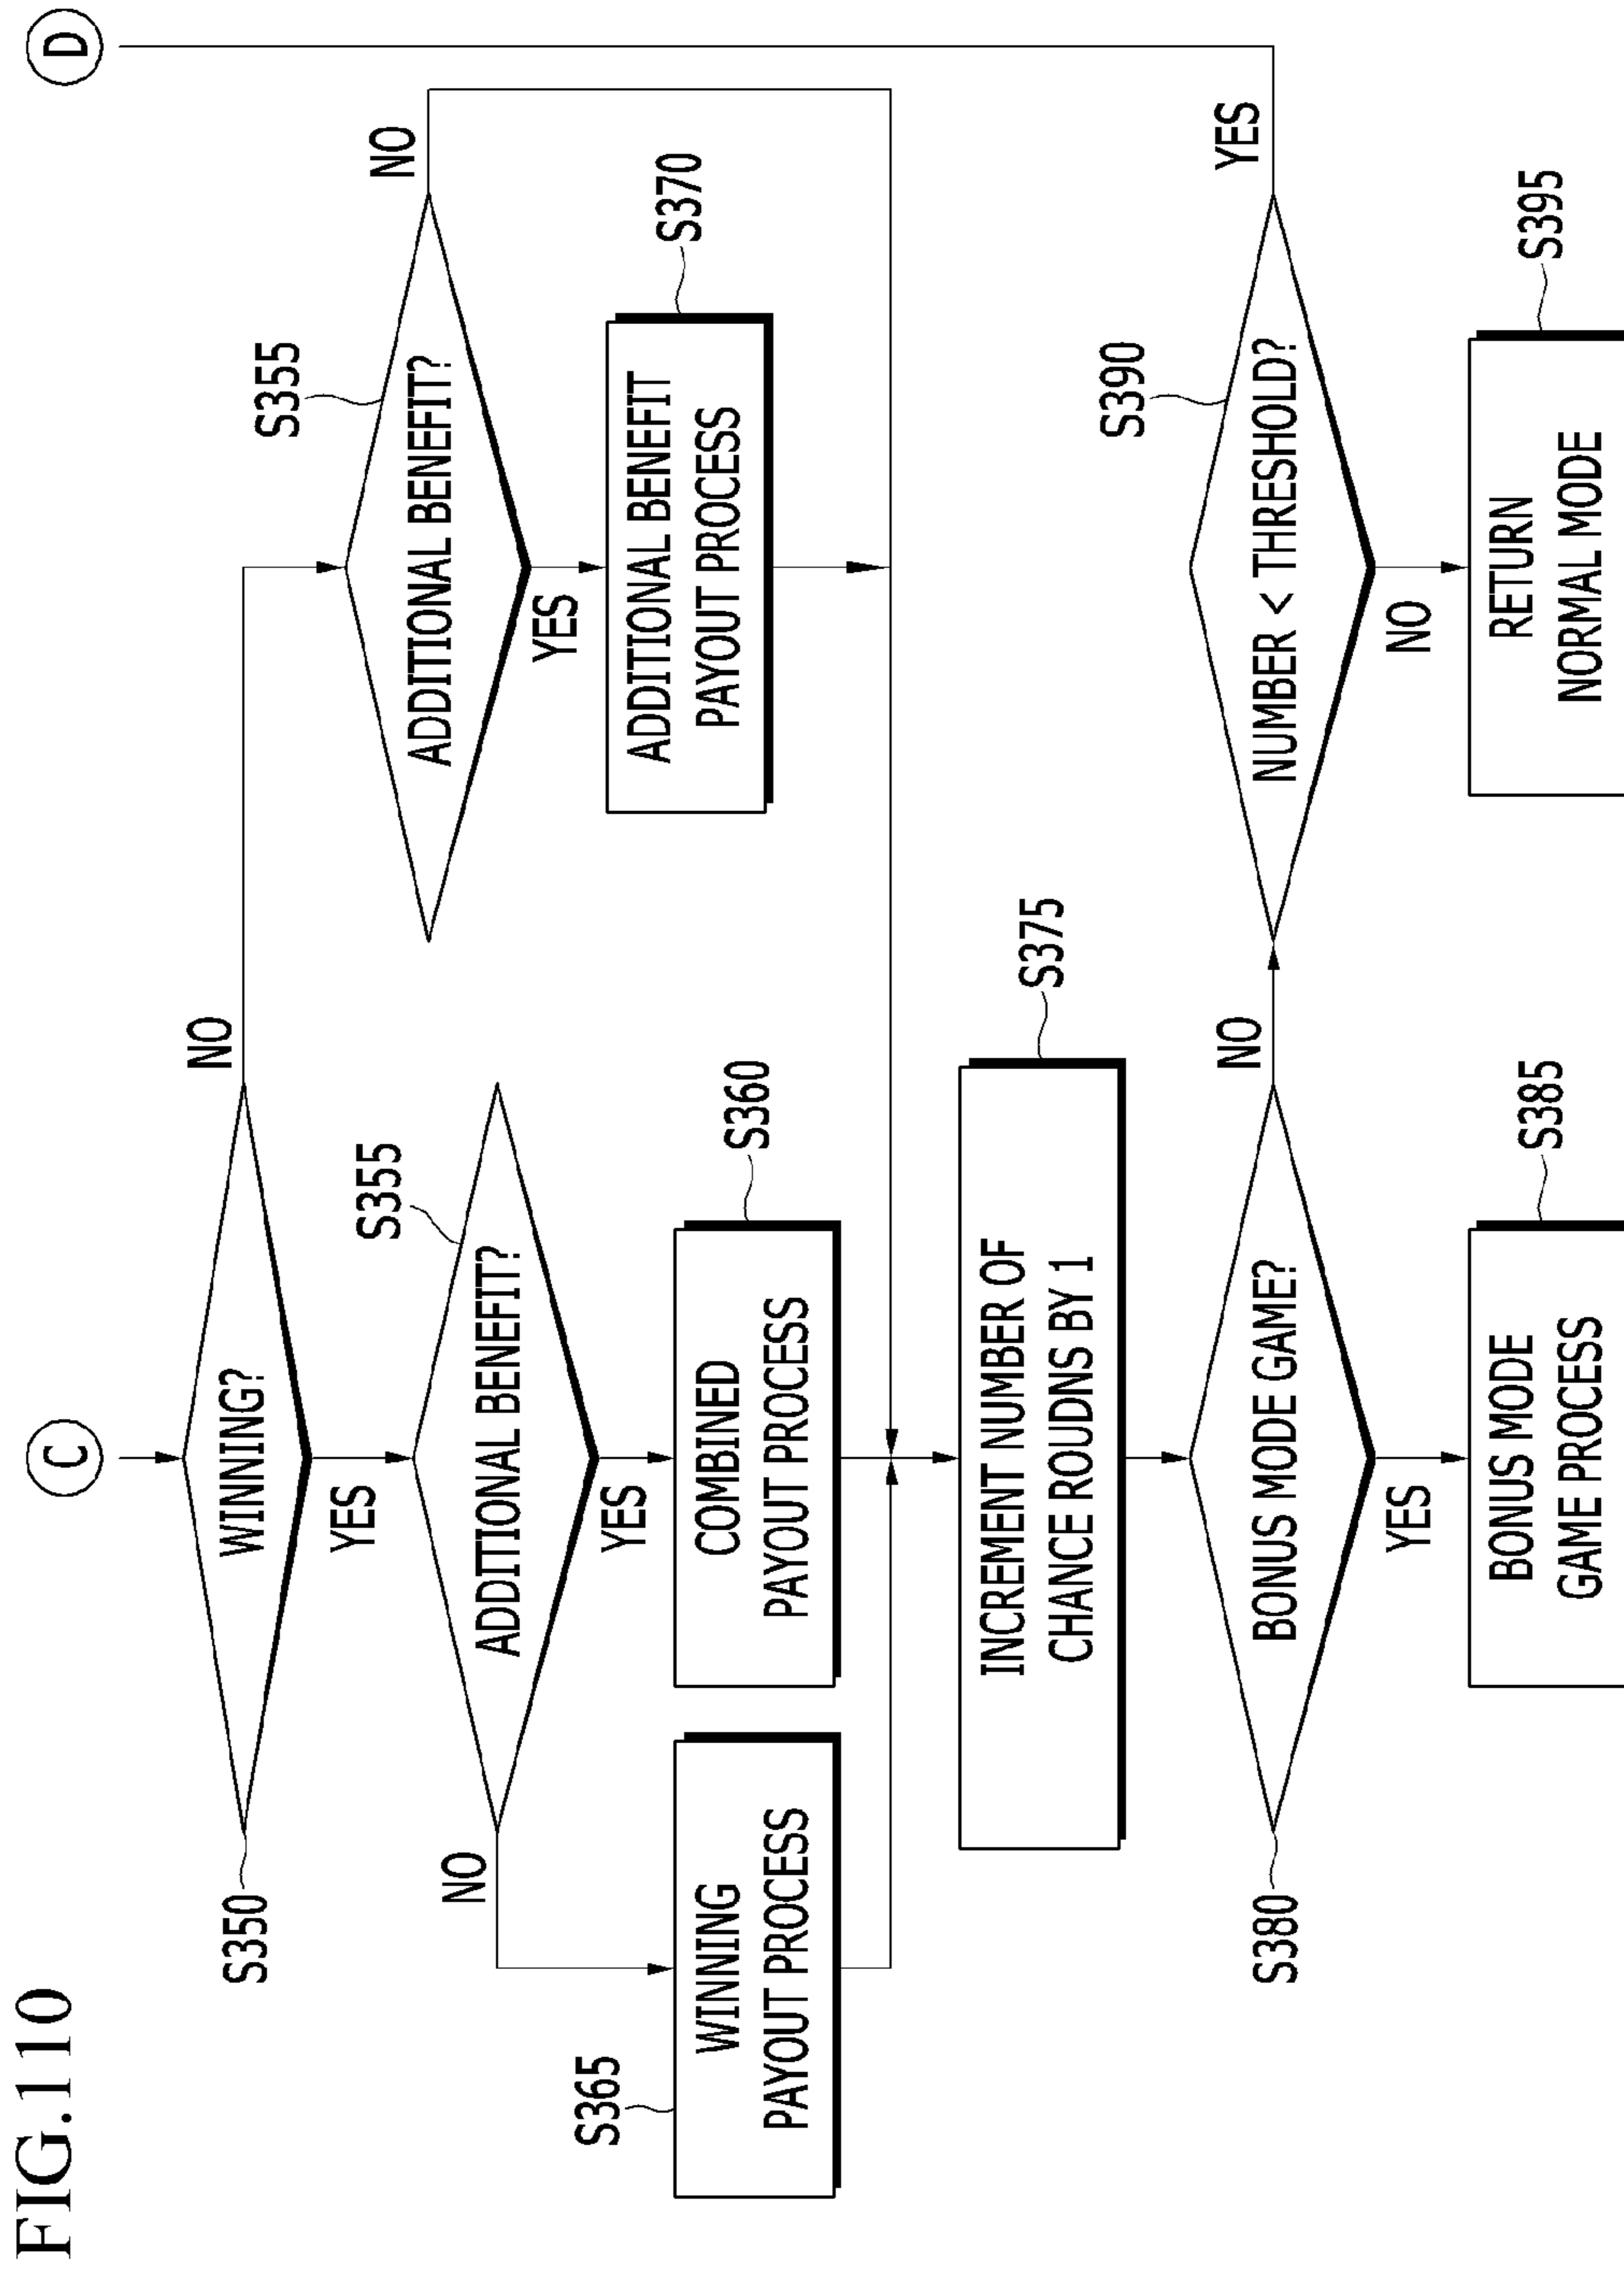 FIG.110
C
D
S350
WINNING?
NO
YES
S355
ADDITIONAL BENEFIT?
NO
YES
S355
ADDITIONAL BENEFIT?
NO
YES
S365
WINNING
PAYOUT PROCESS
COMBINED
PAYOUT PROCESS
S360
ADDITIONAL BENEFIT
PAYOUT PROCESS
S370
INCREMENT NUMBER OF
CHANCE ROUDNS BY 1
S375
S380
BONUS MODE GAME?
NO
YES
S390
NUMBER < THRESHOLD?
YES
NO
BONUS MODE
GAME PROCESS
S385
RETURN
NORMAL MODE
S395